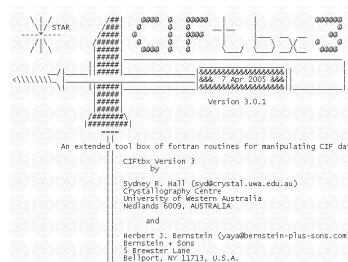 STAR
CIFtbx3
7 Apr 2005
Version 3.0.1
An extended tool box of fortran routines for manipulating CIF da
CIFtbx Version 3
by
Sydney R. Hall (syd@crystal.uwa.edu.au)
Crystallography Centre
University of Western Australia
Nedlands 6009, AUSTRALIA
and
Herbert J. Bernstein (yaya@bernstein-plus-sons.com
Bernstein + Sons
5 Brewster Lane
Bellport, NY 11713, U.S.A.